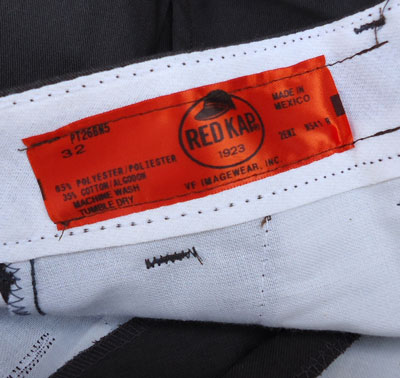 PT266W5
32
65% POLYESTER/POLIESTER
35% COTTON/ALGODON
MACHINE WASH
TUMBLE DRY
RED KAP
1923
VF IMAGEWEAR, INC.
MADE IN
MEXICO